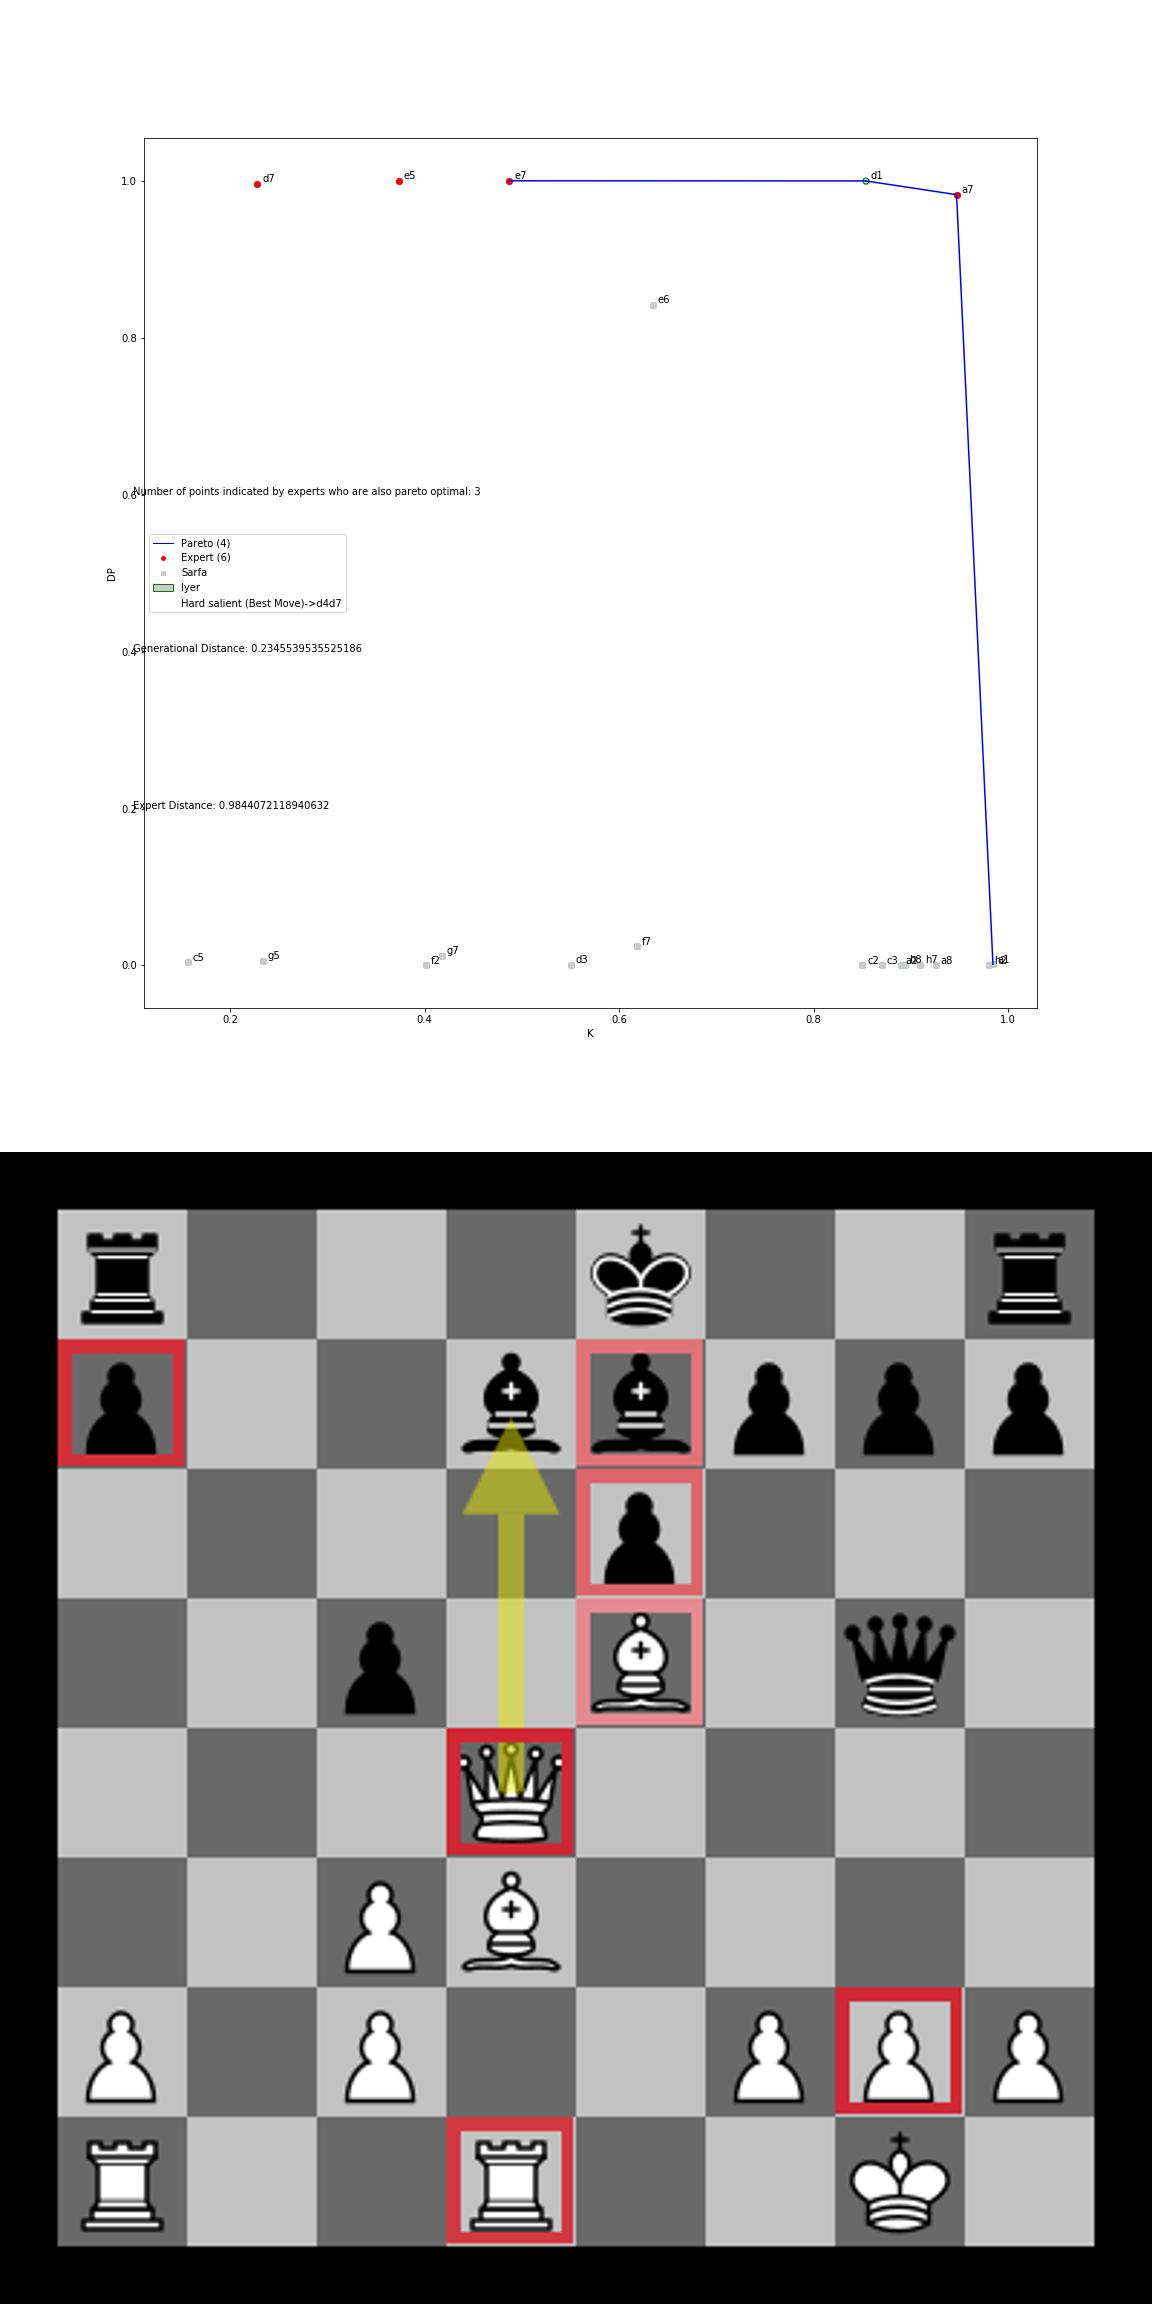 1.0
d7
e5
e7
d1
a7
e6
0.8
0.6
Number of points indicated by experts who are also pareto optimal: 3
Pareto (4)
Expert (6)
Sarfa
Iyer
Hard salient (Best Move)->d4d7
DP
0.4
Generational Distance: 0.2345539535525186
0.2
Expert Distance: 0.9844072118940632
0.0
c5
g5
f2
g7
d3
f7
c2
c3
h7
a8
0.2
0.4
0.6
0.8
1.0
K